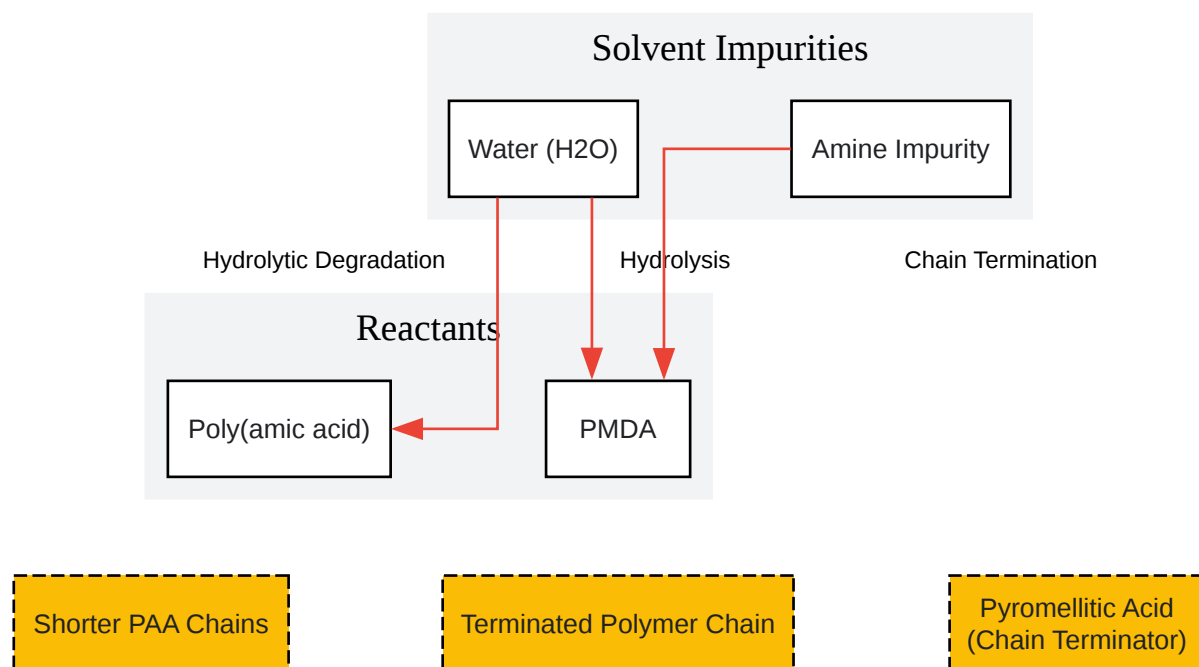 Solvent Impurities
Water (H2O)
Amine Impurity
Hydrolytic Degradation
Hydrolysis
Chain Termination
Reactants
Poly(amic acid)
PMDA
Shorter PAA Chains
Terminated Polymer Chain
Pyromellitic Acid
(Chain Terminator)